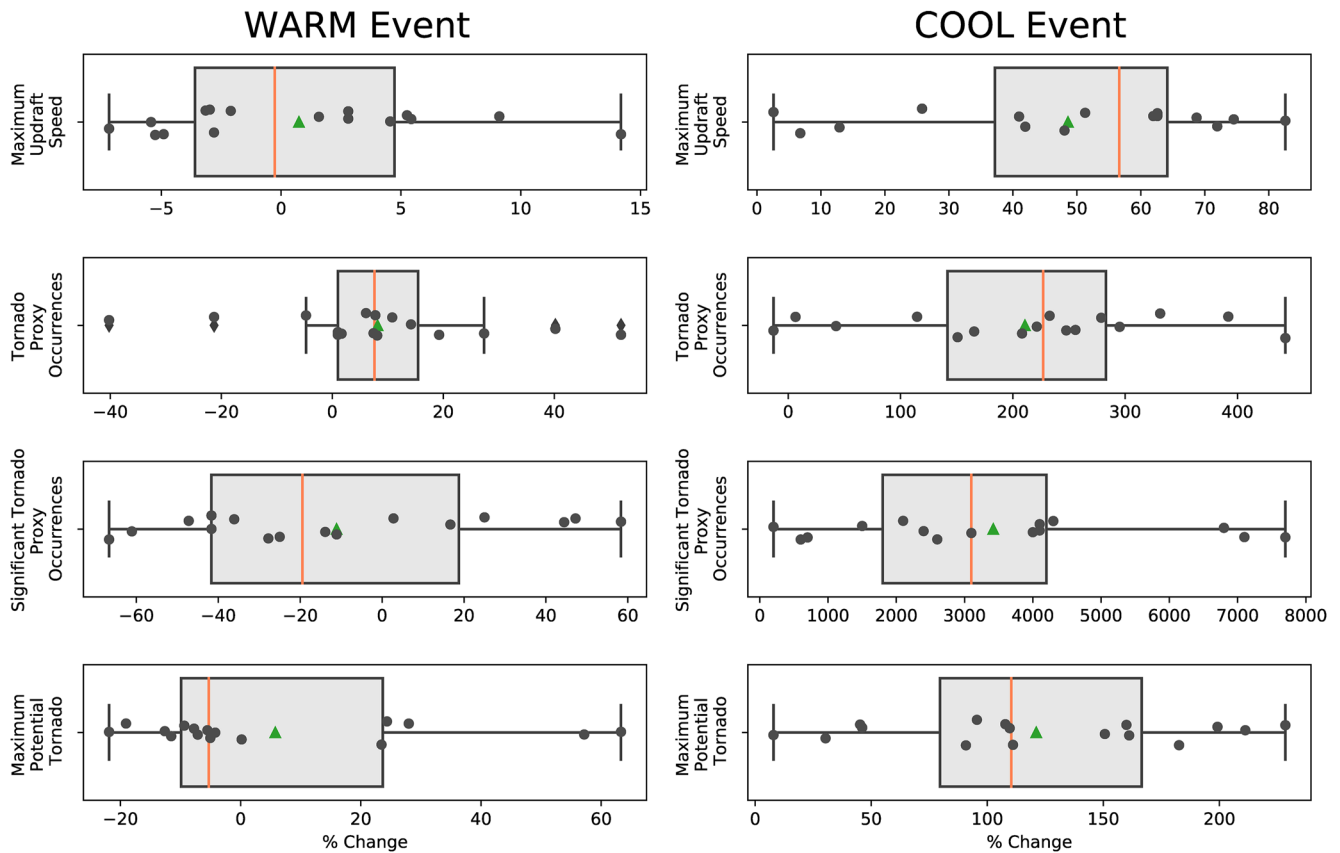 WARM Event
COOL Event
Maximum
Updraft
Speed
−5 0 5 10 15
Maximum
Updraft
Speed
0 10 20 30 40 50 60 70 80
Tornado
Proxy
Occurrences
−40 −20 0 20 40
Tornado
Proxy
Occurrences
0 100 200 300 400
Significant Tornado
Proxy
Occurrences
−60 −40 −20 0 20 40 60
Significant Tornado
Proxy
Occurrences
0 1000 2000 3000 4000 5000 6000 7000 8000
Maximum
Potential
Tornado
−20 0 20 40 60
% Change
Maximum
Potential
Tornado
0 50 100 150 200
% Change